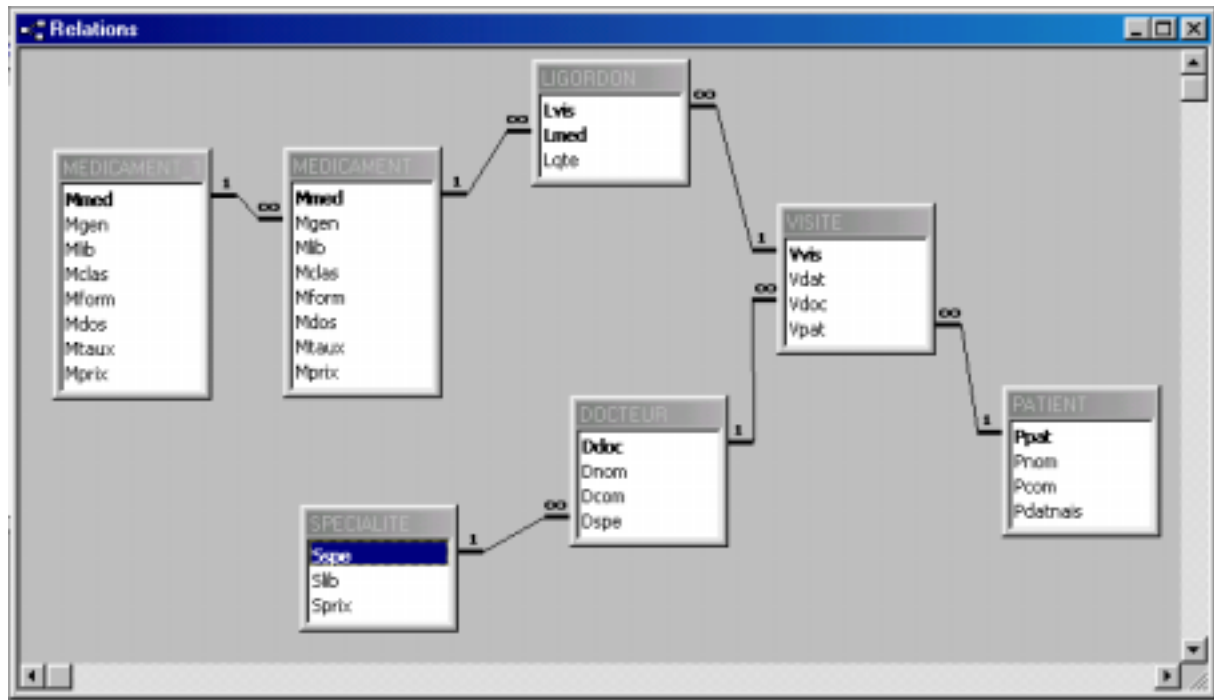 Relations
MEDICAMENT_1
Mmed
Mgen
Mlib
Mclas
Mform
Mdos
Mtaux
Mprix
1
∞
MEDICAMENT
Mmed
Mgen
Mlib
Mclas
Mform
Mdos
Mtaux
Mprix
1
∞
LIGORDON
Lvis
Lmed
Lqte
∞
1
VISITE
Vvis
Vdat
Vdoc
Vpat
∞
∞
1
PATIENT
Ppat
Pnom
Pcom
Pdatnais
DOCTEUR
Ddoc
Dnom
Dcom
Dspe
1
∞
SPECIALITE
Sspe
Slib
Sprix
1